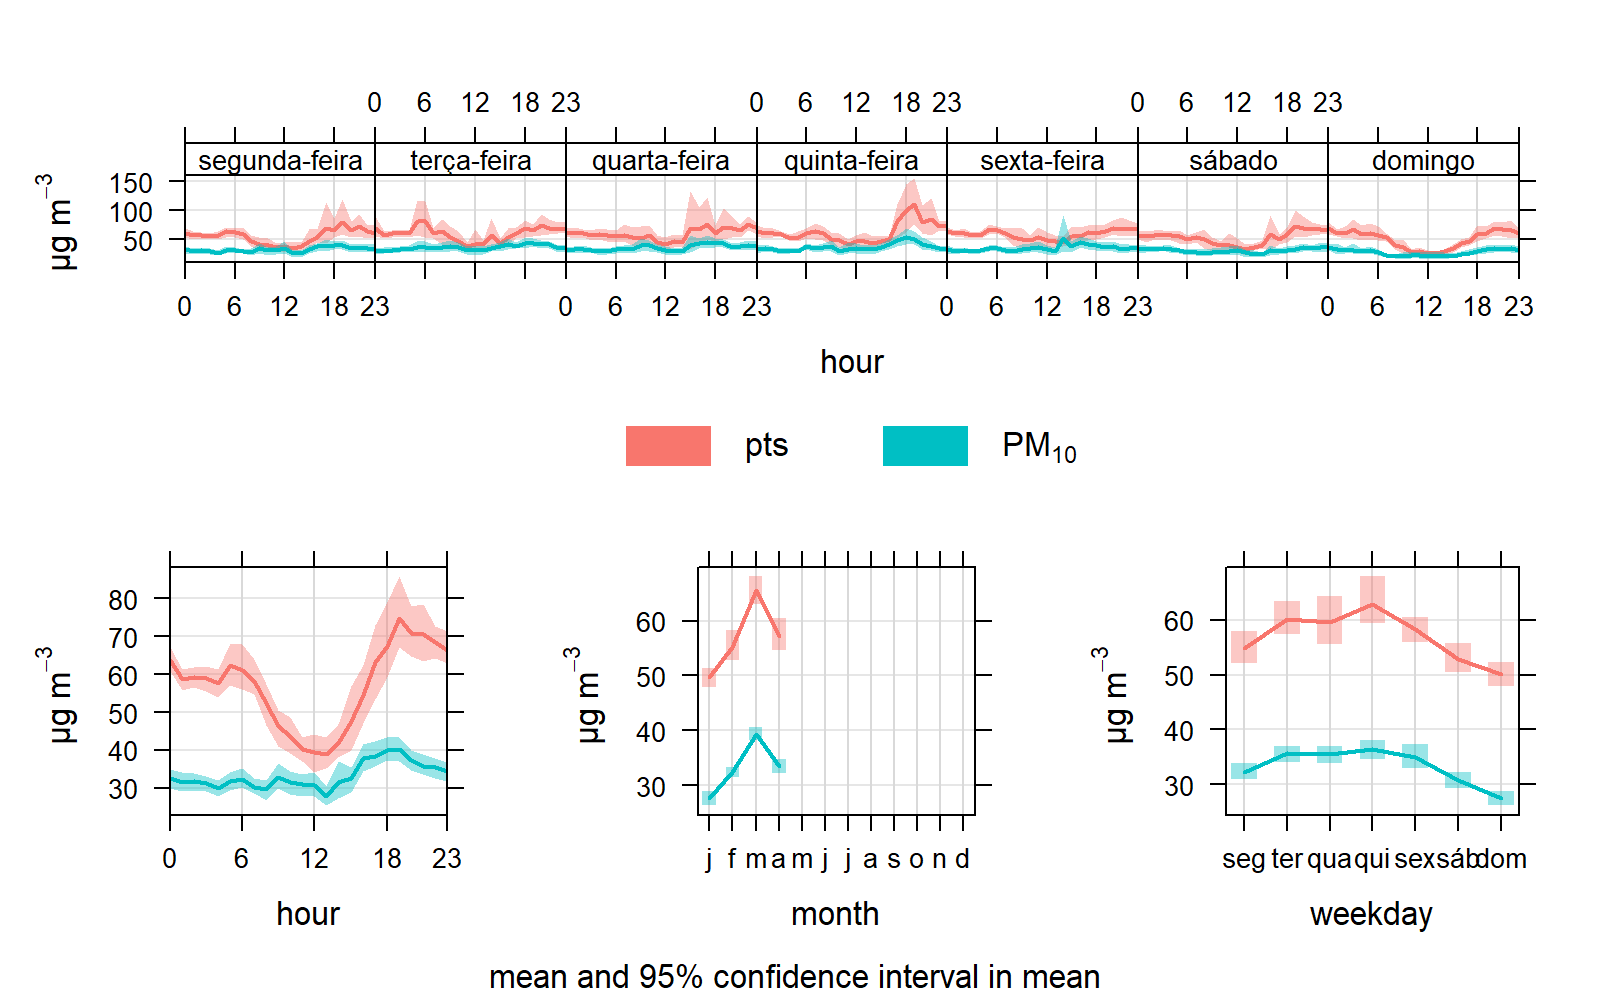 0 6 12 18 23 0 6 12 18 23 0 6 12 18 23
segunda-feira terça-feira quarta-feira quinta-feira sexta-feira sábado domingo
150
100
50
µg m⁻³
0 6 12 18 23 0 6 12 18 23 0 6 12 18 23 0 6 12 18 23
hour
pts PM₁₀
80
70
60
50
40
30
µg m⁻³
0 6 12 18 23
hour
60
50
40
30
µg m⁻³
j f m a m j j a s o n d
month
60
50
40
30
µg m⁻³
seg ter qua qui sex sáb dom
weekday
mean and 95% confidence interval in mean